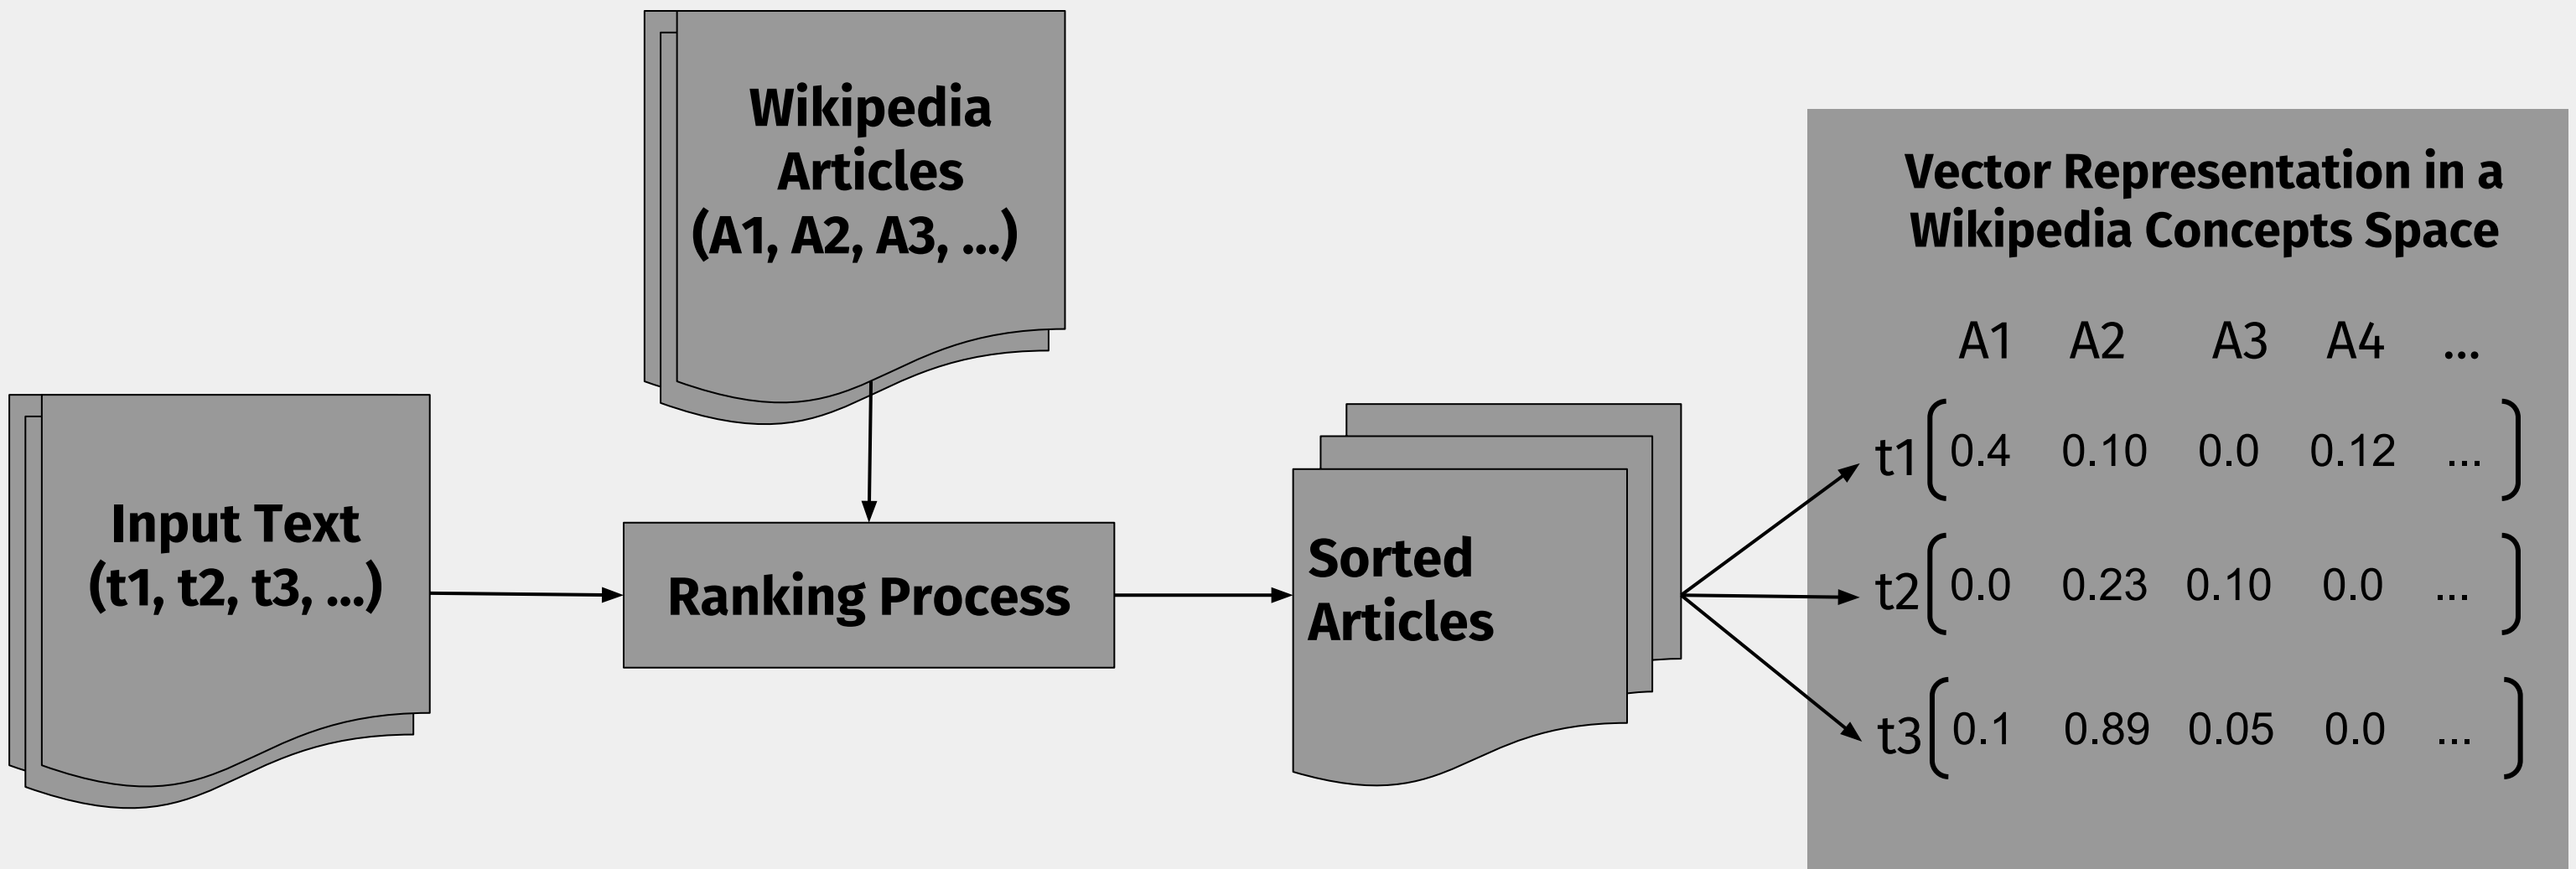 Wikipedia
Articles
(A1, A2, A3, ...)
Input Text
(t1, t2, t3, ...)
Ranking Process
Sorted
Articles
Vector Representation in a
Wikipedia Concepts Space
A1 A2 A3 A4 ...
t1 0.4 0.10 0.0 0.12 ...
t2 0.0 0.23 0.10 0.0 ...
t3 0.1 0.89 0.05 0.0 ...